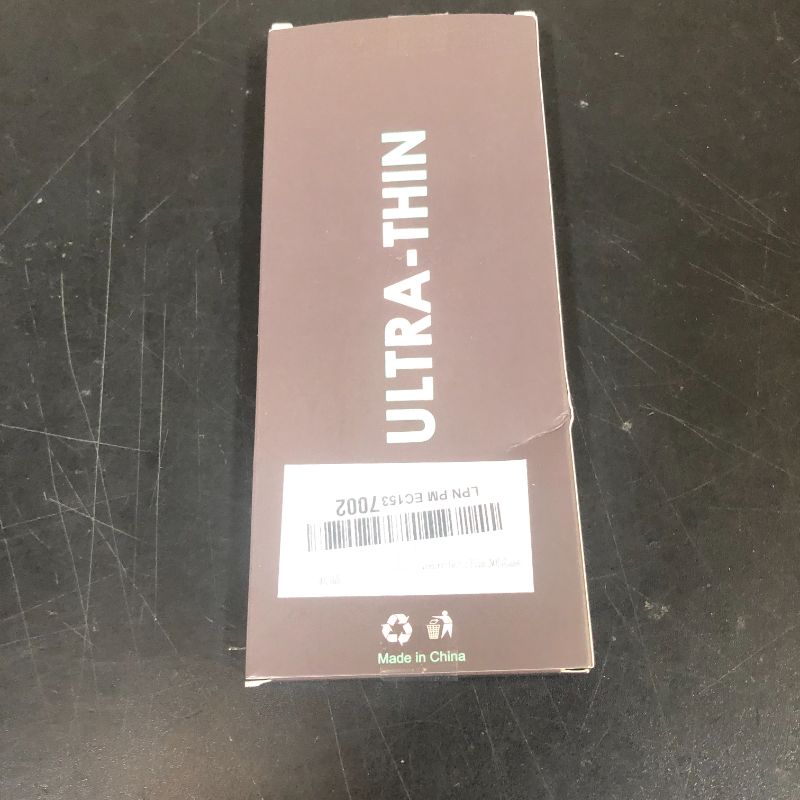 ULTRA-THIN
LPN PM EC153 7002
Made in China